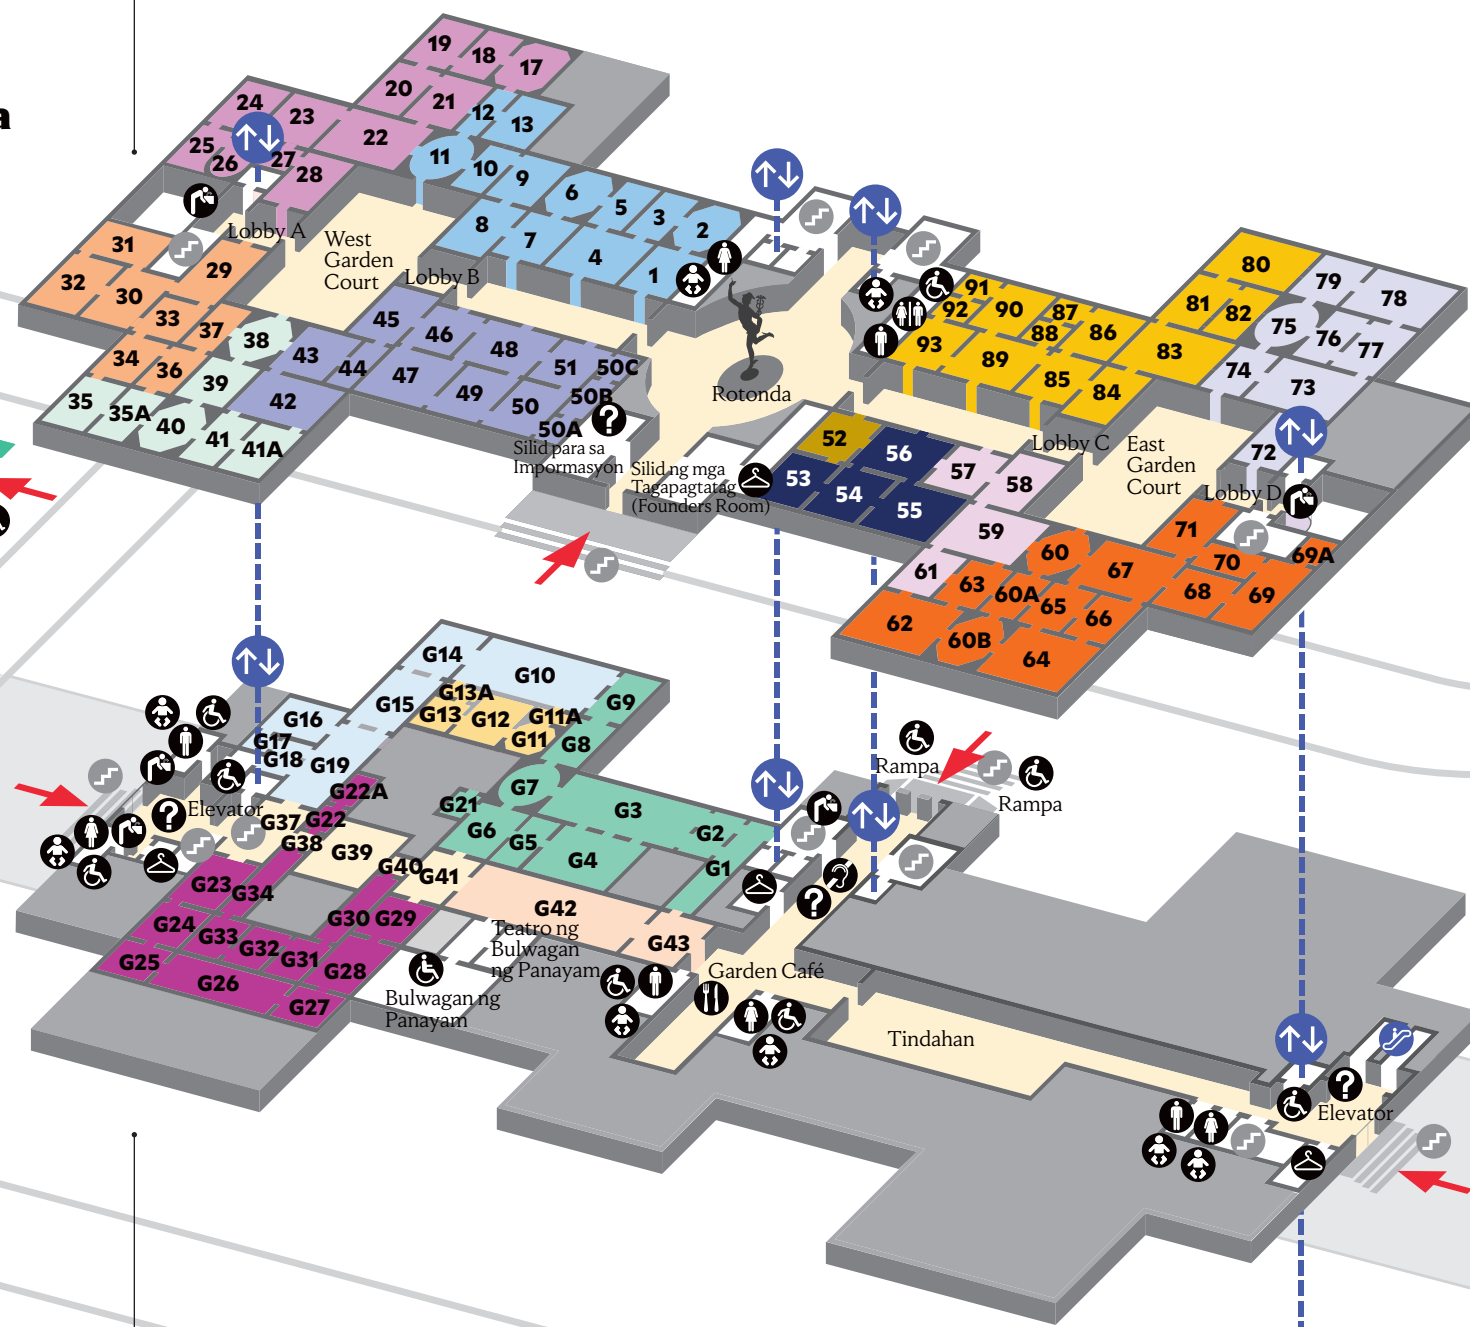 a
19
18
17
20
21
12
13
24
23
22
25
26
27
28
11
10
9
6
5
3
2
8
7
4
1
Lobby A
West
Garden
Court
Lobby B
31
32
30
29
33
37
34
36
38
39
35
35A
40
41
41A
45
46
48
43
44
47
51
50C
42
49
50
50B
50A
?
Silid para sa
Impormasyon
Silid ng mga
Tagapagtatag
(Founders Room)
Rotonda
91
92
90
87
88
86
93
89
85
84
83
80
81
82
79
78
75
76
77
74
73
72
Lobby C
East
Garden
Court
Lobby D
52
56
53
54
55
57
58
59
61
60
71
69A
70
67
63
60A
65
66
68
69
62
60B
64
G14
G10
G13A
G15
G13
G12
G11A
G11
G9
G8
G16
G17
G18
G19
G7
G22A
G21
G3
G22
G6
G5
G2
G4
G1
Elevator
?
G37
G38
G39
G40
G41
G23
G34
G24
G33
G32
G31
G30
G29
G28
G25
G26
G27
G42
G43
Teatro ng
Bulwagan
ng Panayam
Bulwagan ng
Panayam
Garden Café
?
Rampa
Rampa
Tindahan
?
Elevator